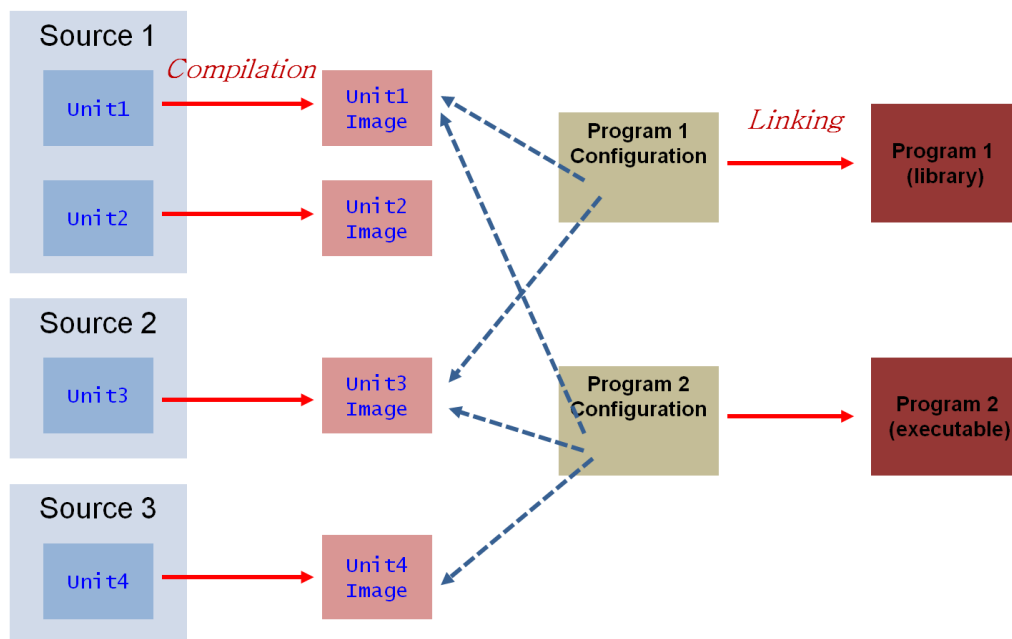 Source 1
Compilation
Unit1
Unit1
Image
Unit2
Unit2
Image
Program 1
Configuration
Linking
Program 1
(library)
Source 2
Unit3
Unit3
Image
Program 2
Configuration
Program 2
(executable)
Source 3
Unit4
Unit4
Image